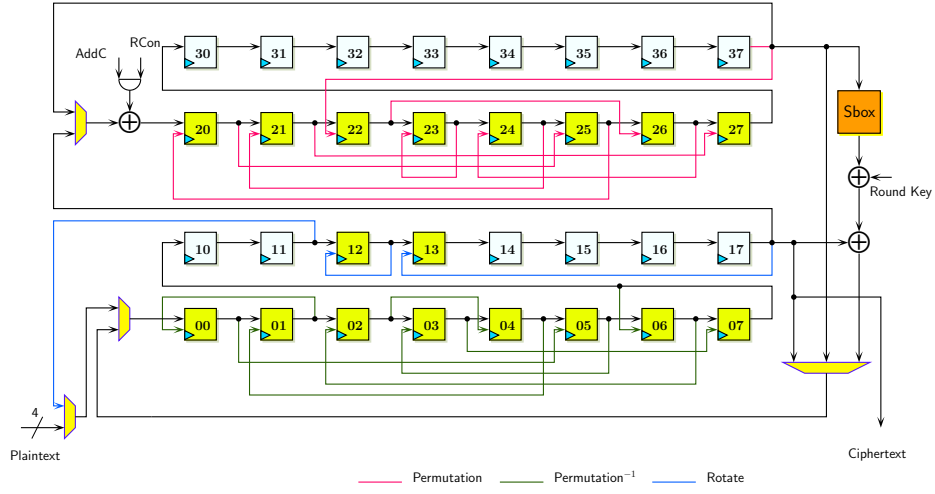 RCon
AddC
30 31 32 33 34 35 36 37
Sbox
20 21 22 23 24 25 26 27
Round Key
10 11 12 13 14 15 16 17
00 01 02 03 04 05 06 07
4
Plaintext
Ciphertext
Permutation Permutation⁻¹ Rotate